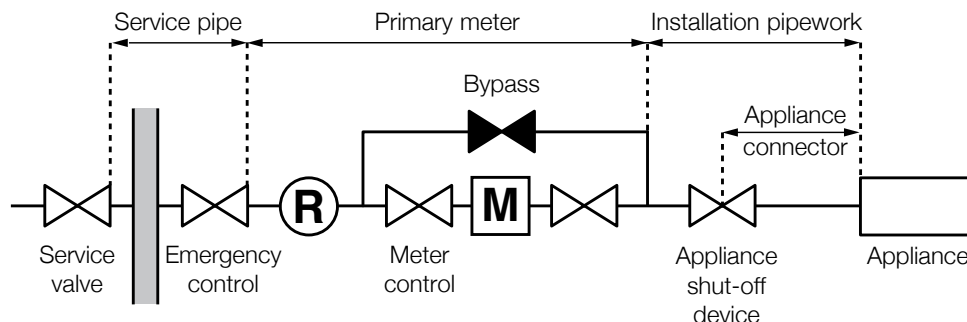 Service pipe
Primary meter
Installation pipework
Bypass
Appliance
connector
R
M
Service
valve
Emergency
control
Meter
control
Appliance
shut-off
device
Appliance